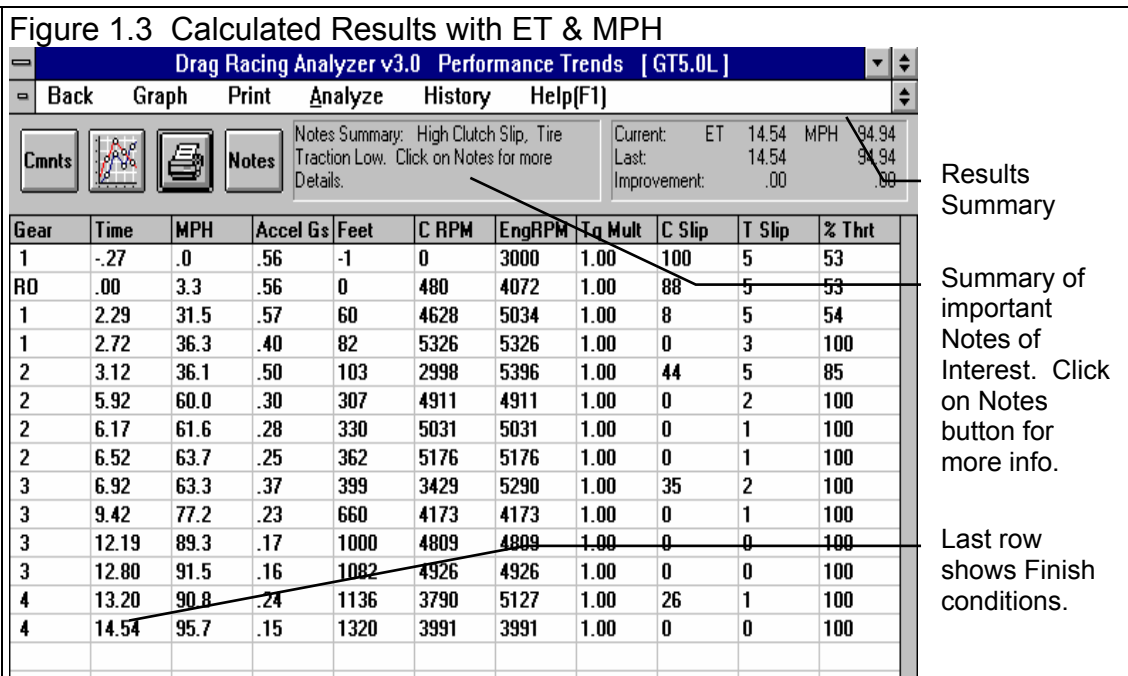 Figure 1.3 Calculated Results with ET & MPH
Drag Racing Analyzer v3.0 Performance Trends [ GT5.0L ]
Back Graph Print Analyze History Help(F1)
Cmnts
Notes
Notes Summary: High Clutch Slip, Tire
Traction Low. Click on Notes for more
Details.
Current: ET 14.54 MPH 94.94
Last: 14.54 94.94
Improvement: .00 .00
Results
Summary
Gear Time MPH Accel Gs Feet C RPM EngRPM Tq Mult C Slip T Slip % Thrt
1 -.27 .0 .56 -1 0 3000 1.00 100 5 53
RO .00 3.3 .56 0 480 4072 1.00 88 5 53
1 2.29 31.5 .57 60 4628 5034 1.00 8 5 54
1 2.72 36.3 .40 82 5326 5326 1.00 0 3 100
2 3.12 36.1 .50 103 2998 5396 1.00 44 5 85
2 5.92 60.0 .30 307 4911 4911 1.00 0 2 100
2 6.17 61.6 .28 330 5031 5031 1.00 0 1 100
2 6.52 63.7 .25 362 5176 5176 1.00 0 1 100
3 6.92 63.3 .37 399 3429 5290 1.00 35 2 100
3 9.42 77.2 .23 660 4173 4173 1.00 0 1 100
3 12.19 89.3 .17 1000 4809 4809 1.00 0 0 100
3 12.80 91.5 .16 1082 4926 4926 1.00 0 0 100
4 13.20 90.8 .24 1136 3790 5127 1.00 26 1 100
4 14.54 95.7 .15 1320 3991 3991 1.00 0 0 100
Summary of
important
Notes of
Interest. Click
on Notes
button for
more info.
Last row
shows Finish
conditions.